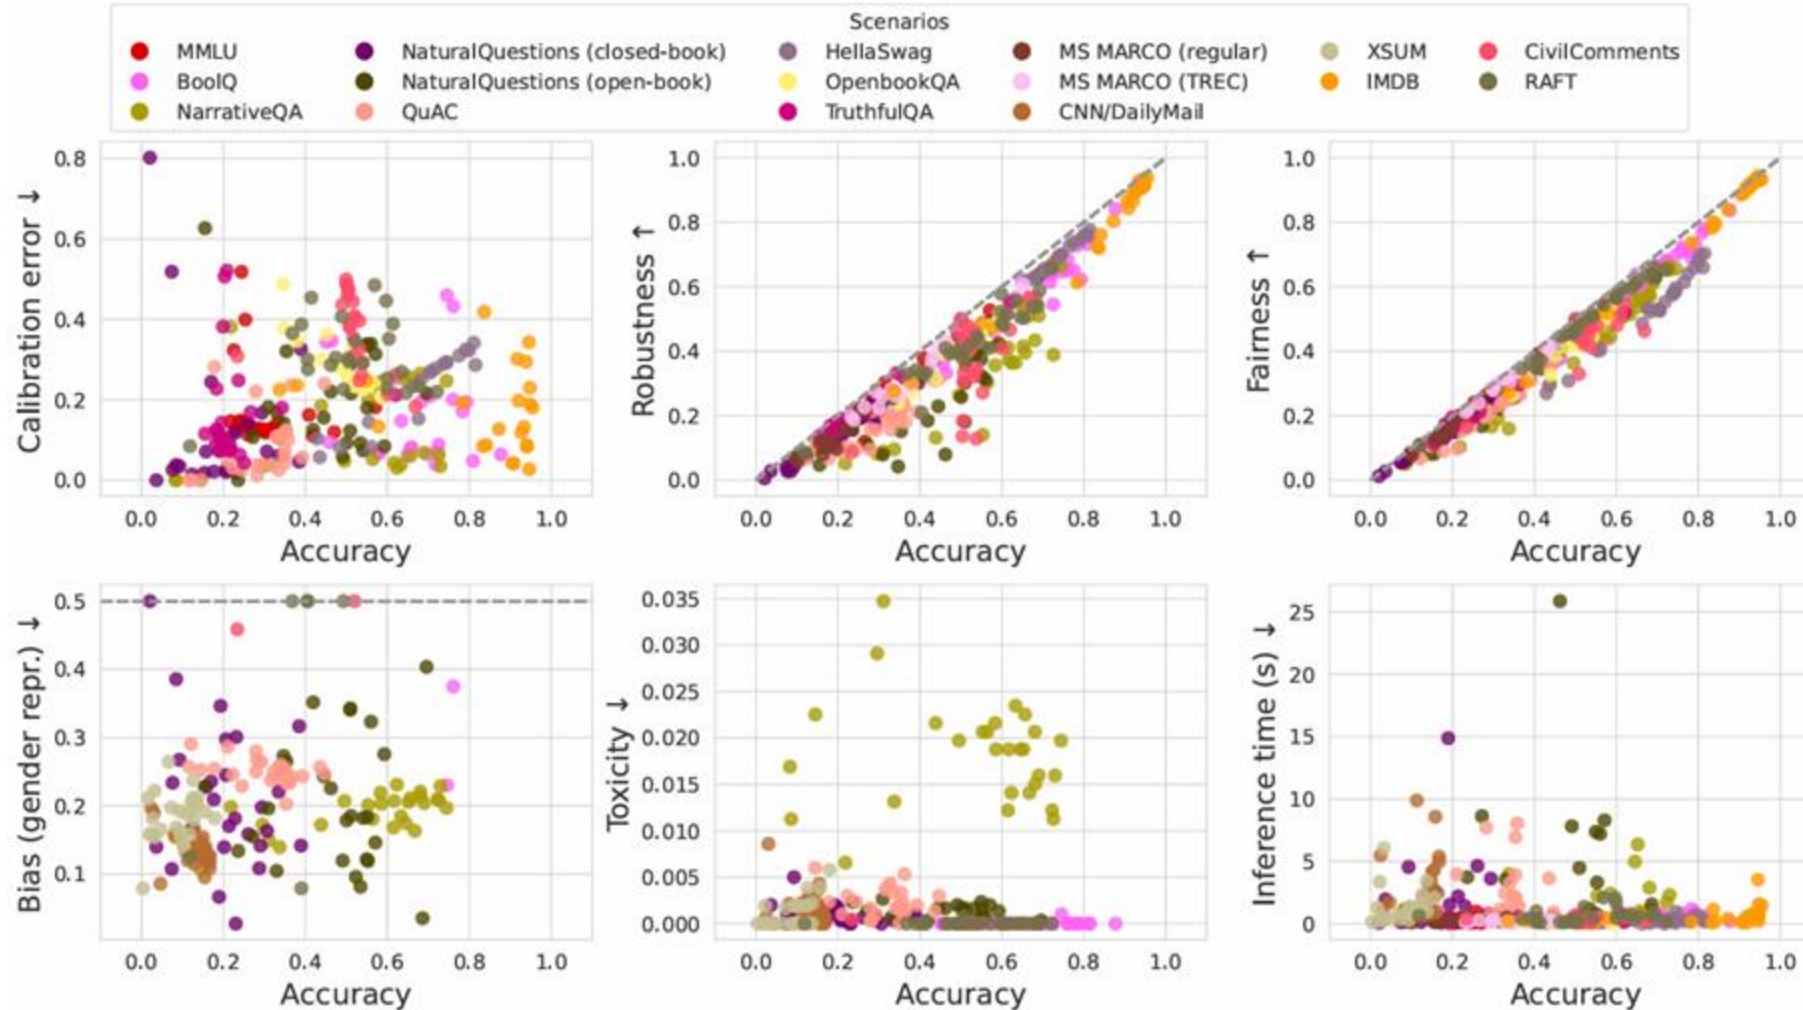 Scenarios
MMLU NaturalQuestions (closed-book) HellaSwag MS MARCO (regular) XSUM CivilComments
BoolQ NaturalQuestions (open-book) OpenbookQA MS MARCO (TREC) IMDB RAFT
NarrativeQA QuAC TruthfulQA CNN/DailyMail
Calibration error ↓
0.8
0.6
0.4
0.2
0.0
0.0 0.2 0.4 0.6 0.8 1.0
Accuracy
Robustness ↑
1.0
0.8
0.6
0.4
0.2
0.0
0.0 0.2 0.4 0.6 0.8 1.0
Accuracy
Fairness ↑
1.0
0.8
0.6
0.4
0.2
0.0
0.0 0.2 0.4 0.6 0.8 1.0
Accuracy
Bias (gender repr.) ↓
0.5
0.4
0.3
0.2
0.1
0.0 0.2 0.4 0.6 0.8 1.0
Accuracy
Toxicity ↓
0.035
0.030
0.025
0.020
0.015
0.010
0.005
0.000
0.0 0.2 0.4 0.6 0.8 1.0
Accuracy
Inference time (s) ↓
25
20
15
10
5
0
0.0 0.2 0.4 0.6 0.8 1.0
Accuracy